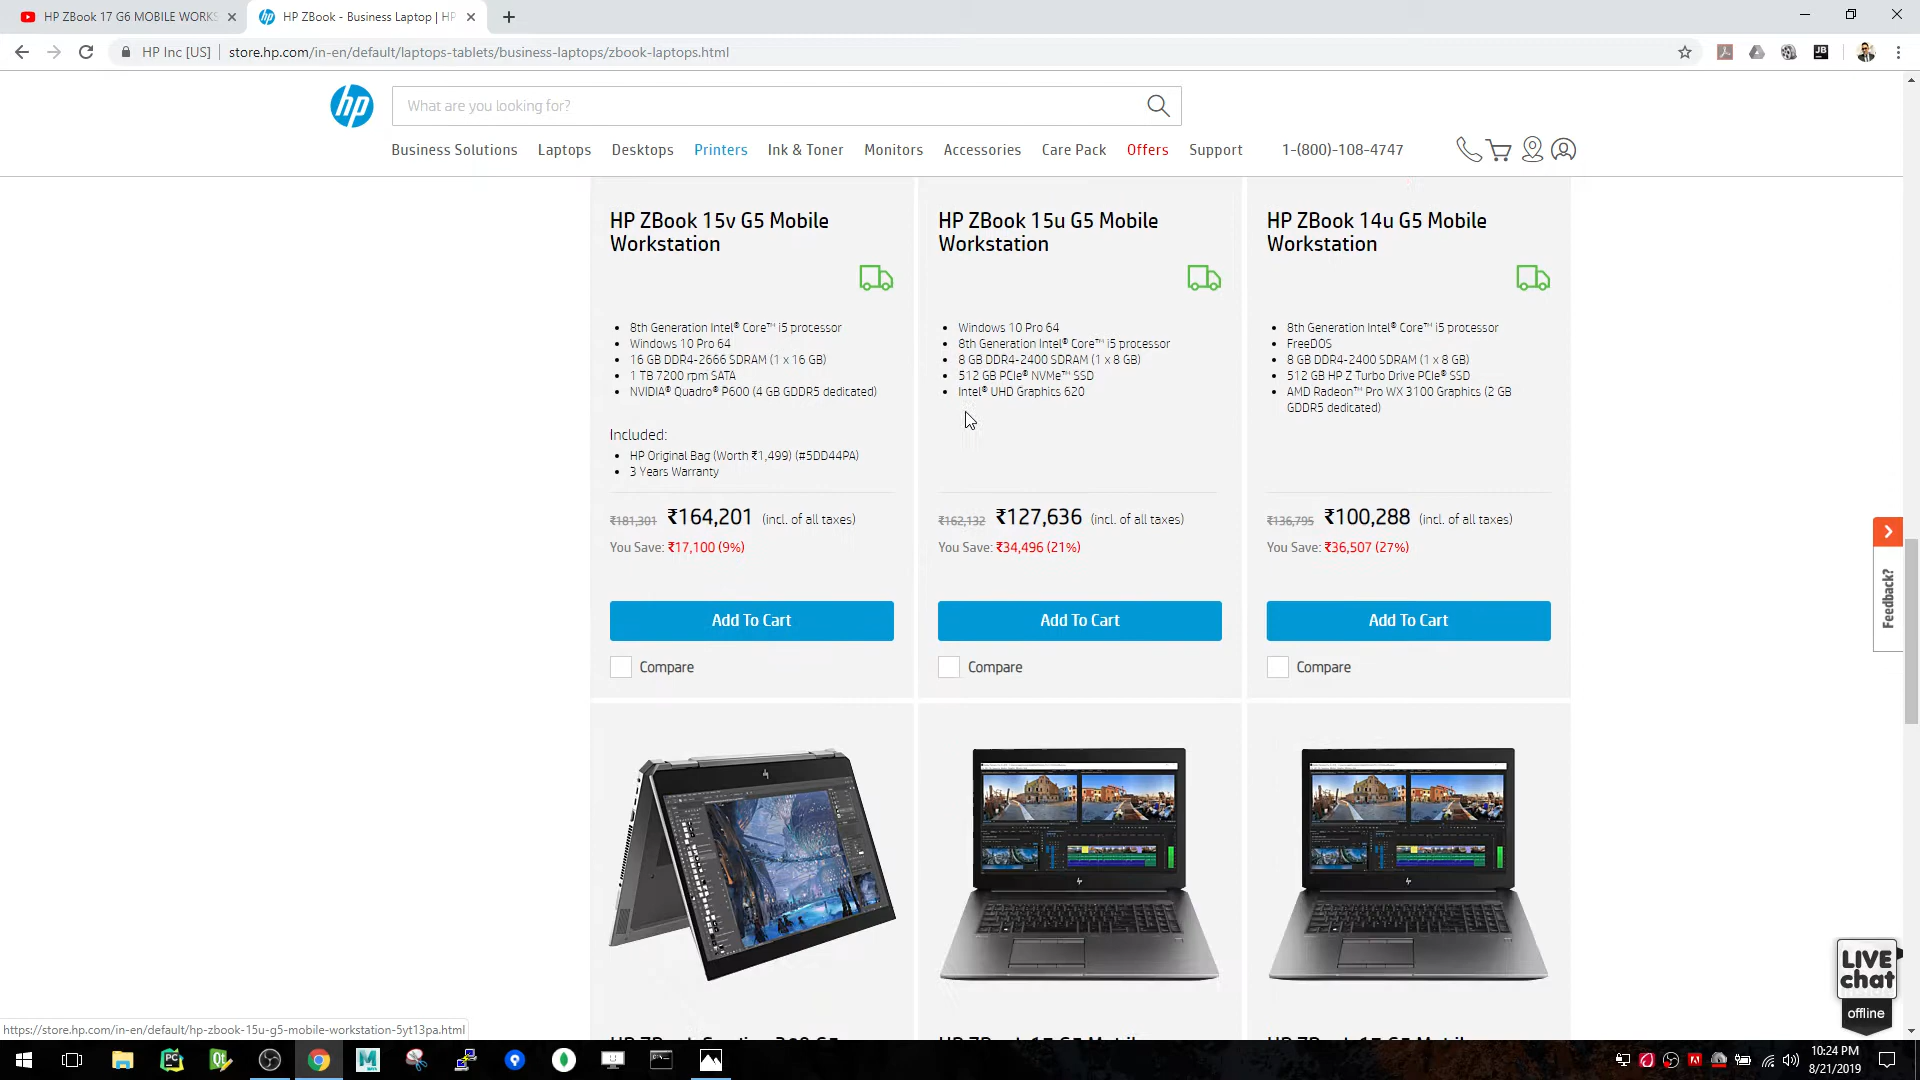 HP ZBook 17 G6 MOBILE WORKS
HP ZBook - Business Laptop | HP
HP Inc [US]
store.hp.com/in-en/default/laptops-tablets/business-laptops/zbook-laptops.html
hp
What are you looking for?
Business Solutions
Laptops
Desktops
Printers
Ink & Toner
Monitors
Accessories
Care Pack
Offers
Support
1-(800)-108-4747
HP ZBook 15v G5 Mobile
Workstation
8th Generation Intel® Core™ i5 processor
Windows 10 Pro 64
16 GB DDR4-2666 SDRAM (1 x 16 GB)
1 TB 7200 rpm SATA
NVIDIA® Quadro® P600 (4 GB GDDR5 dedicated)
Included:
HP Original Bag (Worth ₹1,499) (#5DD44PA)
3 Years Warranty
₹181,301 ₹164,201 (incl. of all taxes)
You Save: ₹17,100 (9%)
Add To Cart
Compare
HP ZBook 15u G5 Mobile
Workstation
Windows 10 Pro 64
8th Generation Intel® Core™ i5 processor
8 GB DDR4-2400 SDRAM (1 x 8 GB)
512 GB PCIe® NVMe™ SSD
Intel® UHD Graphics 620
₹162,132 ₹127,636 (incl. of all taxes)
You Save: ₹34,496 (21%)
Add To Cart
Compare
HP ZBook 14u G5 Mobile
Workstation
8th Generation Intel® Core™ i5 processor
FreeDOS
8 GB DDR4-2400 SDRAM (1 x 8 GB)
512 GB HP Z Turbo Drive PCIe® SSD
AMD Radeon™ Pro WX 3100 Graphics (2 GB
GDDR5 dedicated)
₹136,795 ₹100,288 (incl. of all taxes)
You Save: ₹36,507 (27%)
Add To Cart
Compare
Feedback?
LIVE
chat
offline
https://store.hp.com/in-en/default/hp-zbook-15u-g5-mobile-workstation-5yt13pa.html
10:24 PM
8/21/2019